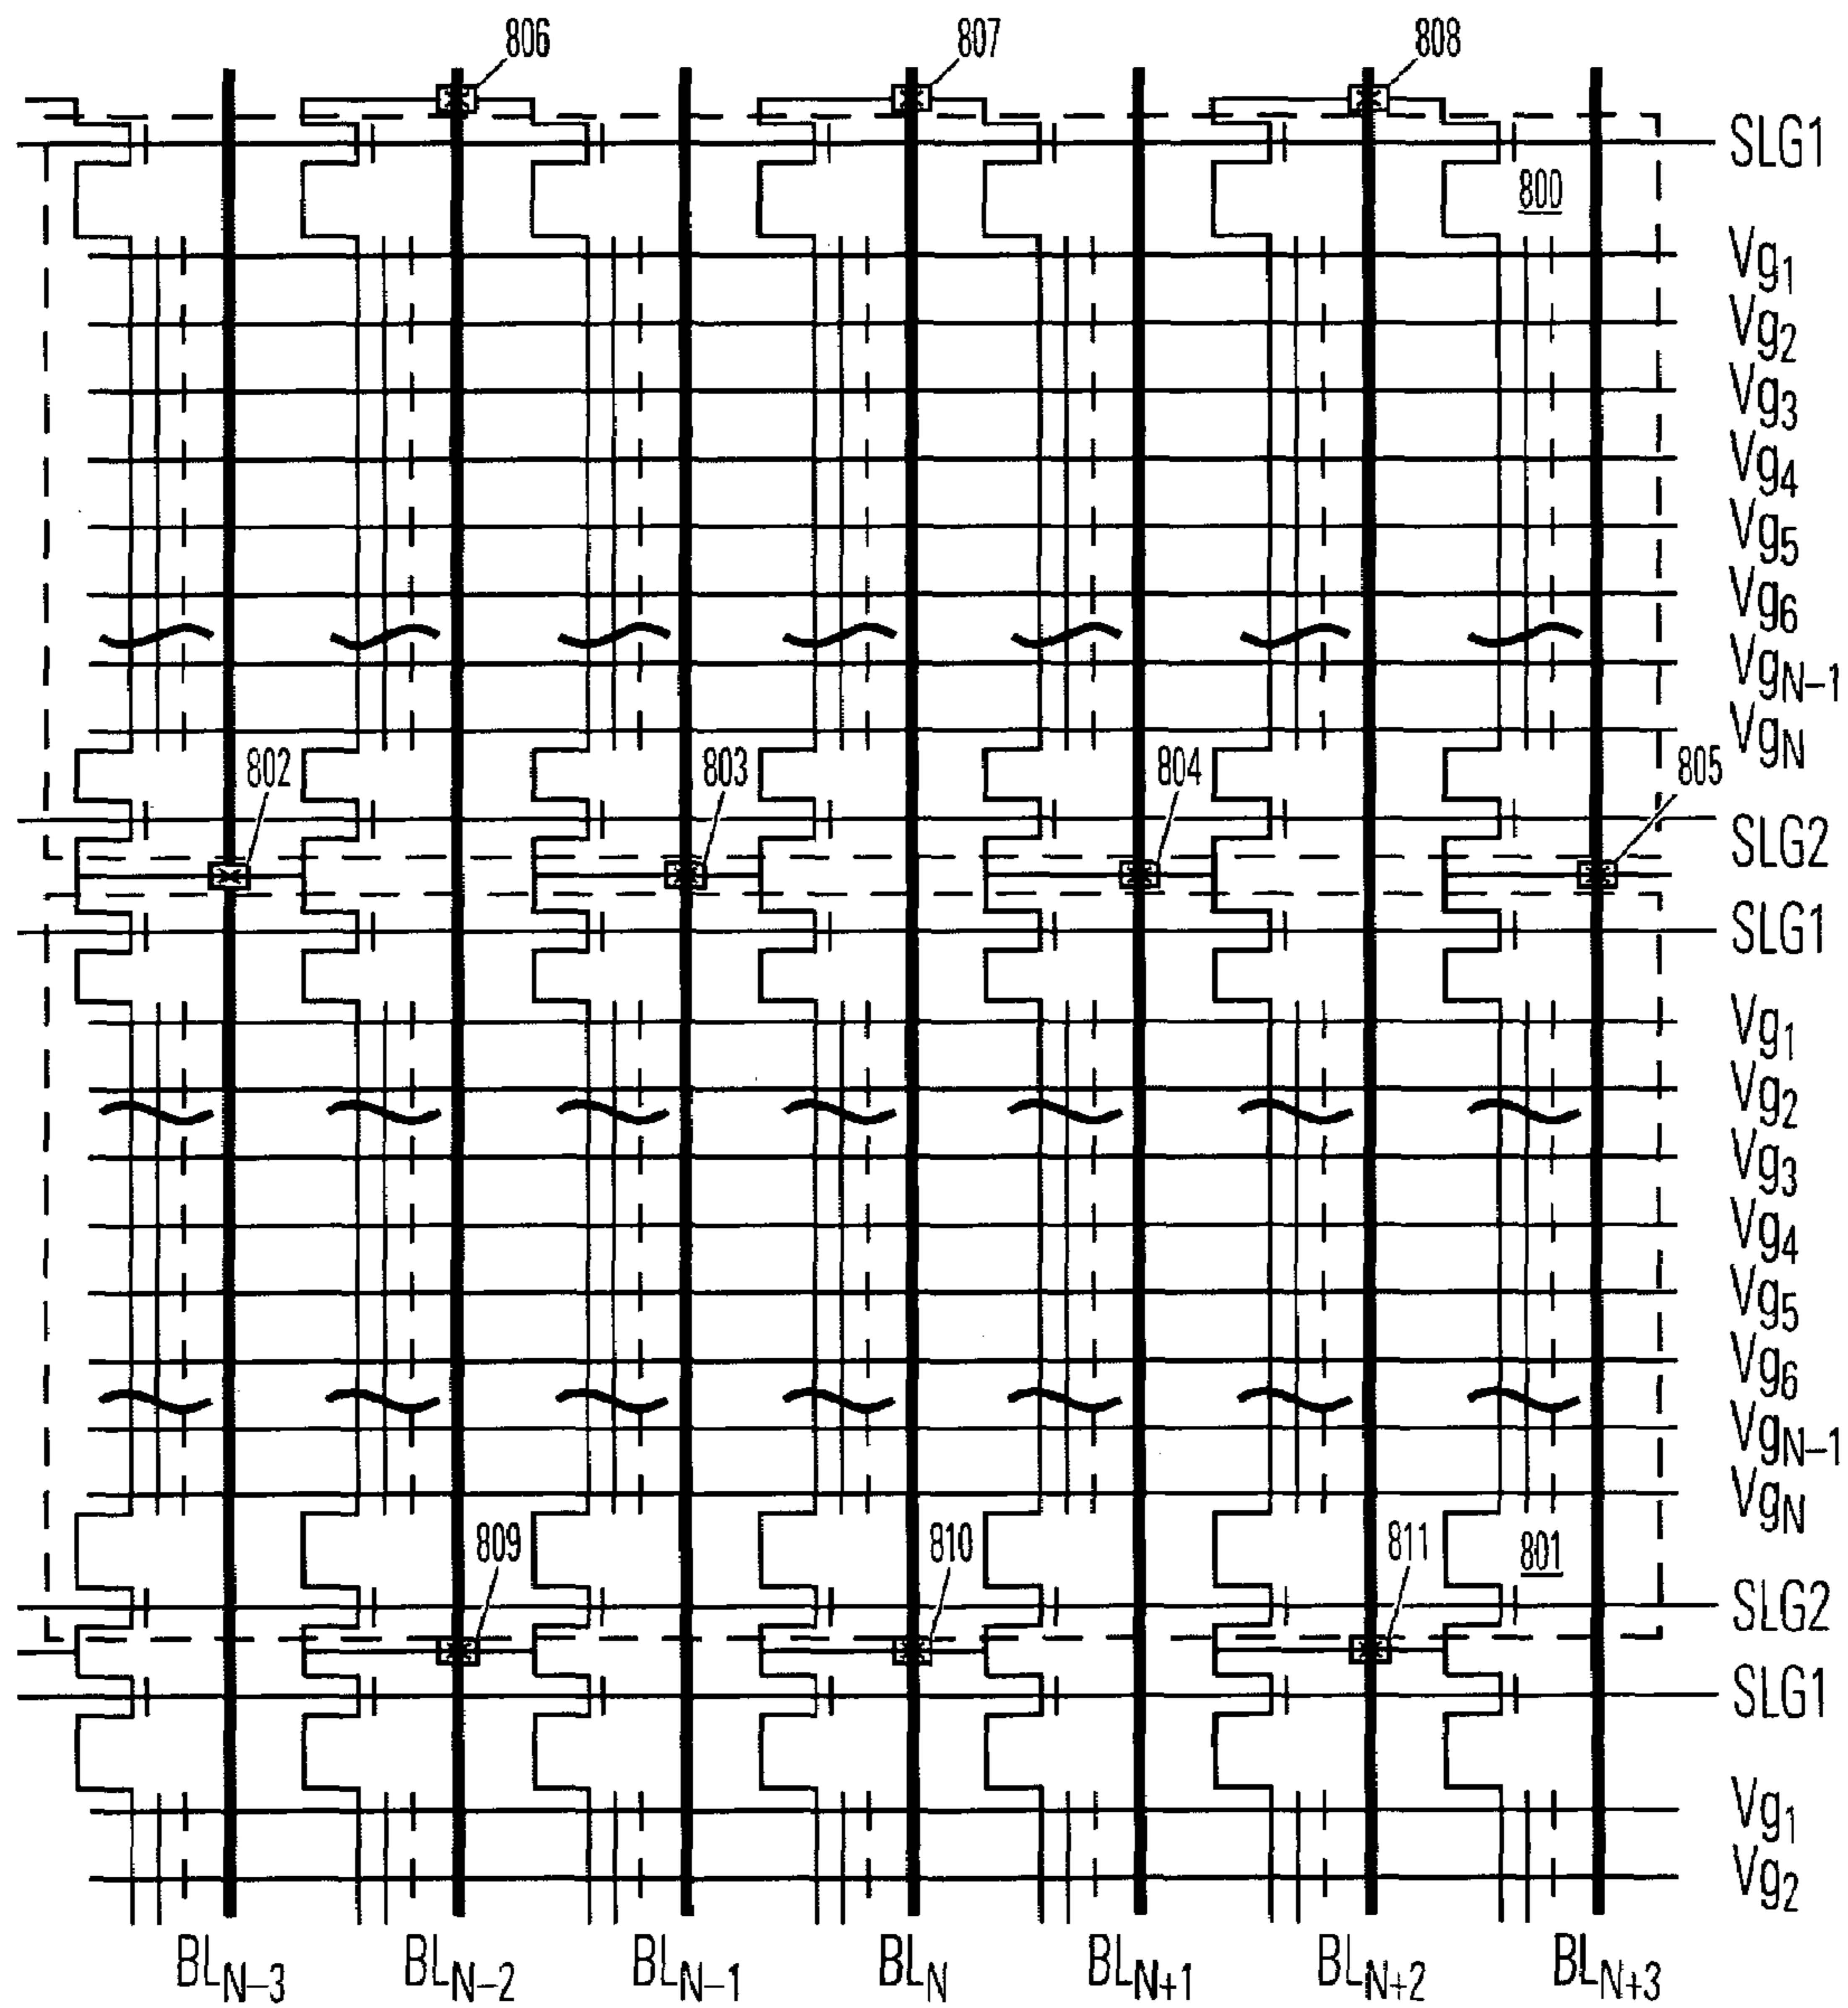 806 807 808
SLG1
800
Vg1
Vg2
Vg3
Vg4
Vg5
Vg6
VgN–1
VgN
802 803 804 805
SLG2
SLG1
Vg1
Vg2
Vg3
Vg4
Vg5
Vg6
VgN–1
VgN
809 810 811 801
SLG2
SLG1
Vg1
Vg2
BLN–3 BLN–2 BLN–1 BLN BLN+1 BLN+2 BLN+3